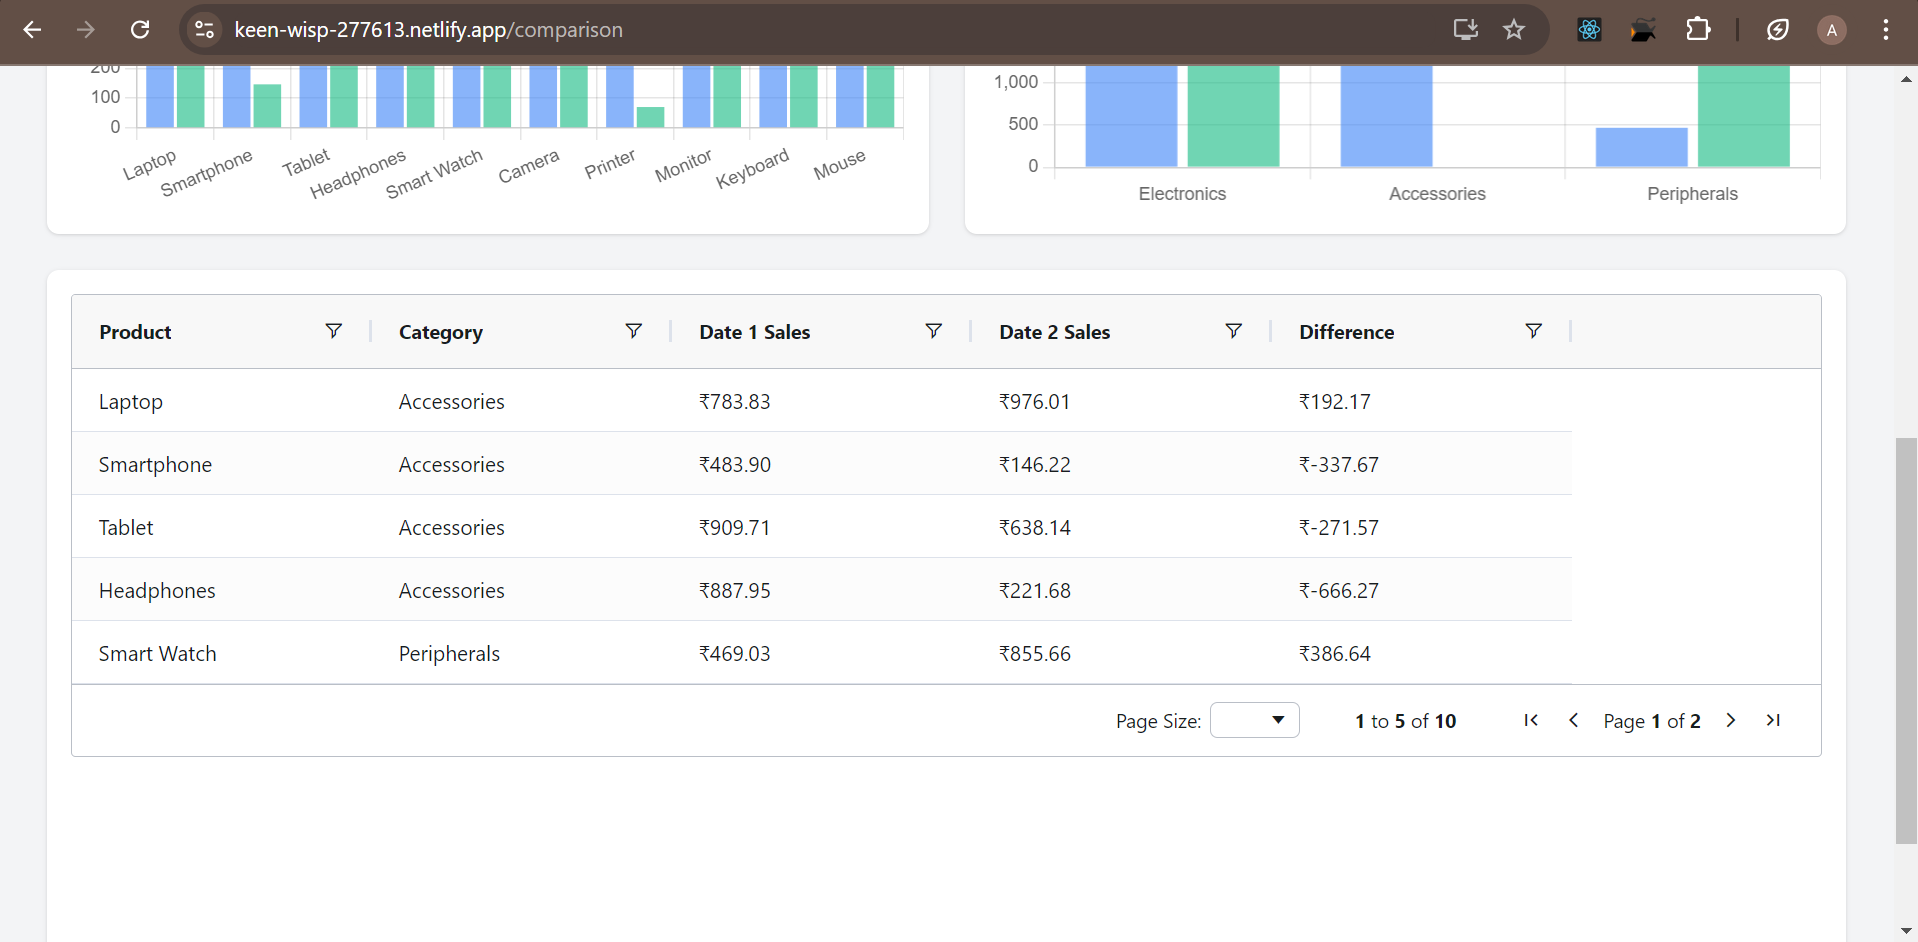 keen-wisp-277613.netlify.app/comparison
A
200
100
0
Laptop
Smartphone
Tablet
Headphones
Smart Watch
Camera
Printer
Monitor
Keyboard
Mouse
1,000
500
0
Electronics
Accessories
Peripherals
Product Category Date 1 Sales Date 2 Sales Difference
Laptop Accessories ₹783.83 ₹976.01 ₹192.17
Smartphone Accessories ₹483.90 ₹146.22 ₹-337.67
Tablet Accessories ₹909.71 ₹638.14 ₹-271.57
Headphones Accessories ₹887.95 ₹221.68 ₹-666.27
Smart Watch Peripherals ₹469.03 ₹855.66 ₹386.64
Page Size: 1 to 5 of 10 Page 1 of 2